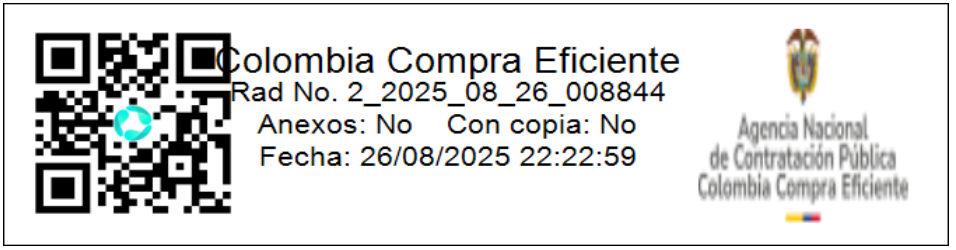 Colombia Compra Eficiente
Rad No. 2_2025_08_26_008844
Anexos: No Con copia: No
Fecha: 26/08/2025 22:22:59
Agencia Nacional
de Contratación Pública
Colombia Compra Eficiente